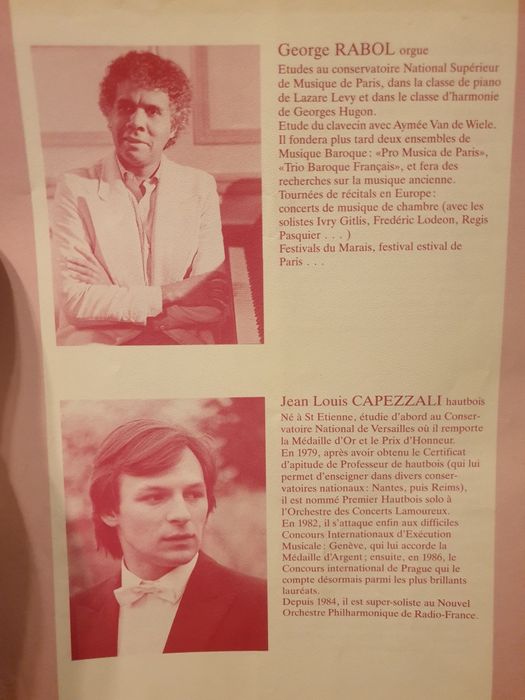 George RABOL orgue
Etudes au conservatoire National Supérieur
de Musique de Paris, dans la classe de piano
de Lazare Levy et dans le classe d'harmonie
de Georges Hugon.
Etude du clavecin avec Aymée Van de Wiele.
Il fondera plus tard deux ensembles de
Musique Baroque: «Pro Musica de Paris»,
«Trio Baroque Français», et fera des
recherches sur la musique ancienne.
Tournées de récitals en Europe:
concerts de musique de chambre (avec les
solistes Ivry Gitlis, Frédéric Lodeon, Regis
Pasquier . . . )
Festivals du Marais, festival estival de
Paris . . .
Jean Louis CAPEZZALI hautbois
Né à St Etienne, étudie d'abord au Conser-
vatoire National de Versailles où il remporte
la Médaille d'Or et le Prix d'Honneur.
En 1979, après avoir obtenu le Certificat
d'apitude de Professeur de hautbois (qui lui
permet d'enseigner dans divers conser-
vatoires nationaux: Nantes, puis Reims),
il est nommé Premier Hautbois solo à
l'Orchestre des Concerts Lamoureux.
En 1982, il s'attaque enfin aux difficiles
Concours Internationaux d'Exécution
Musicale: Genève, qui lui accorde la
Médaille d'Argent; ensuite, en 1986, le
Concours international de Prague qui le
compte désormais parmi les plus brillants
lauréats.
Depuis 1984, il est super-soliste au Nouvel
Orchestre Philharmonique de Radio-France.